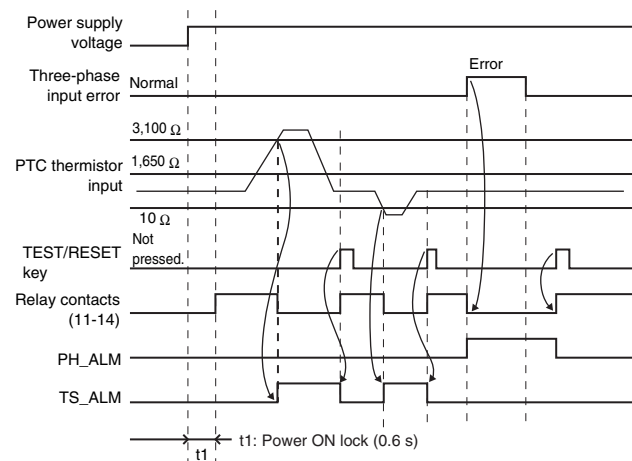 Power supply
voltage
Error
Three-phase
input error
Normal
3,100 Ω
PTC thermistor
input
1,650 Ω
10 Ω
TEST/RESET
key
Not
pressed.
Relay contacts
(11-14)
PH_ALM
TS_ALM
t1: Power ON lock (0.6 s)
t1